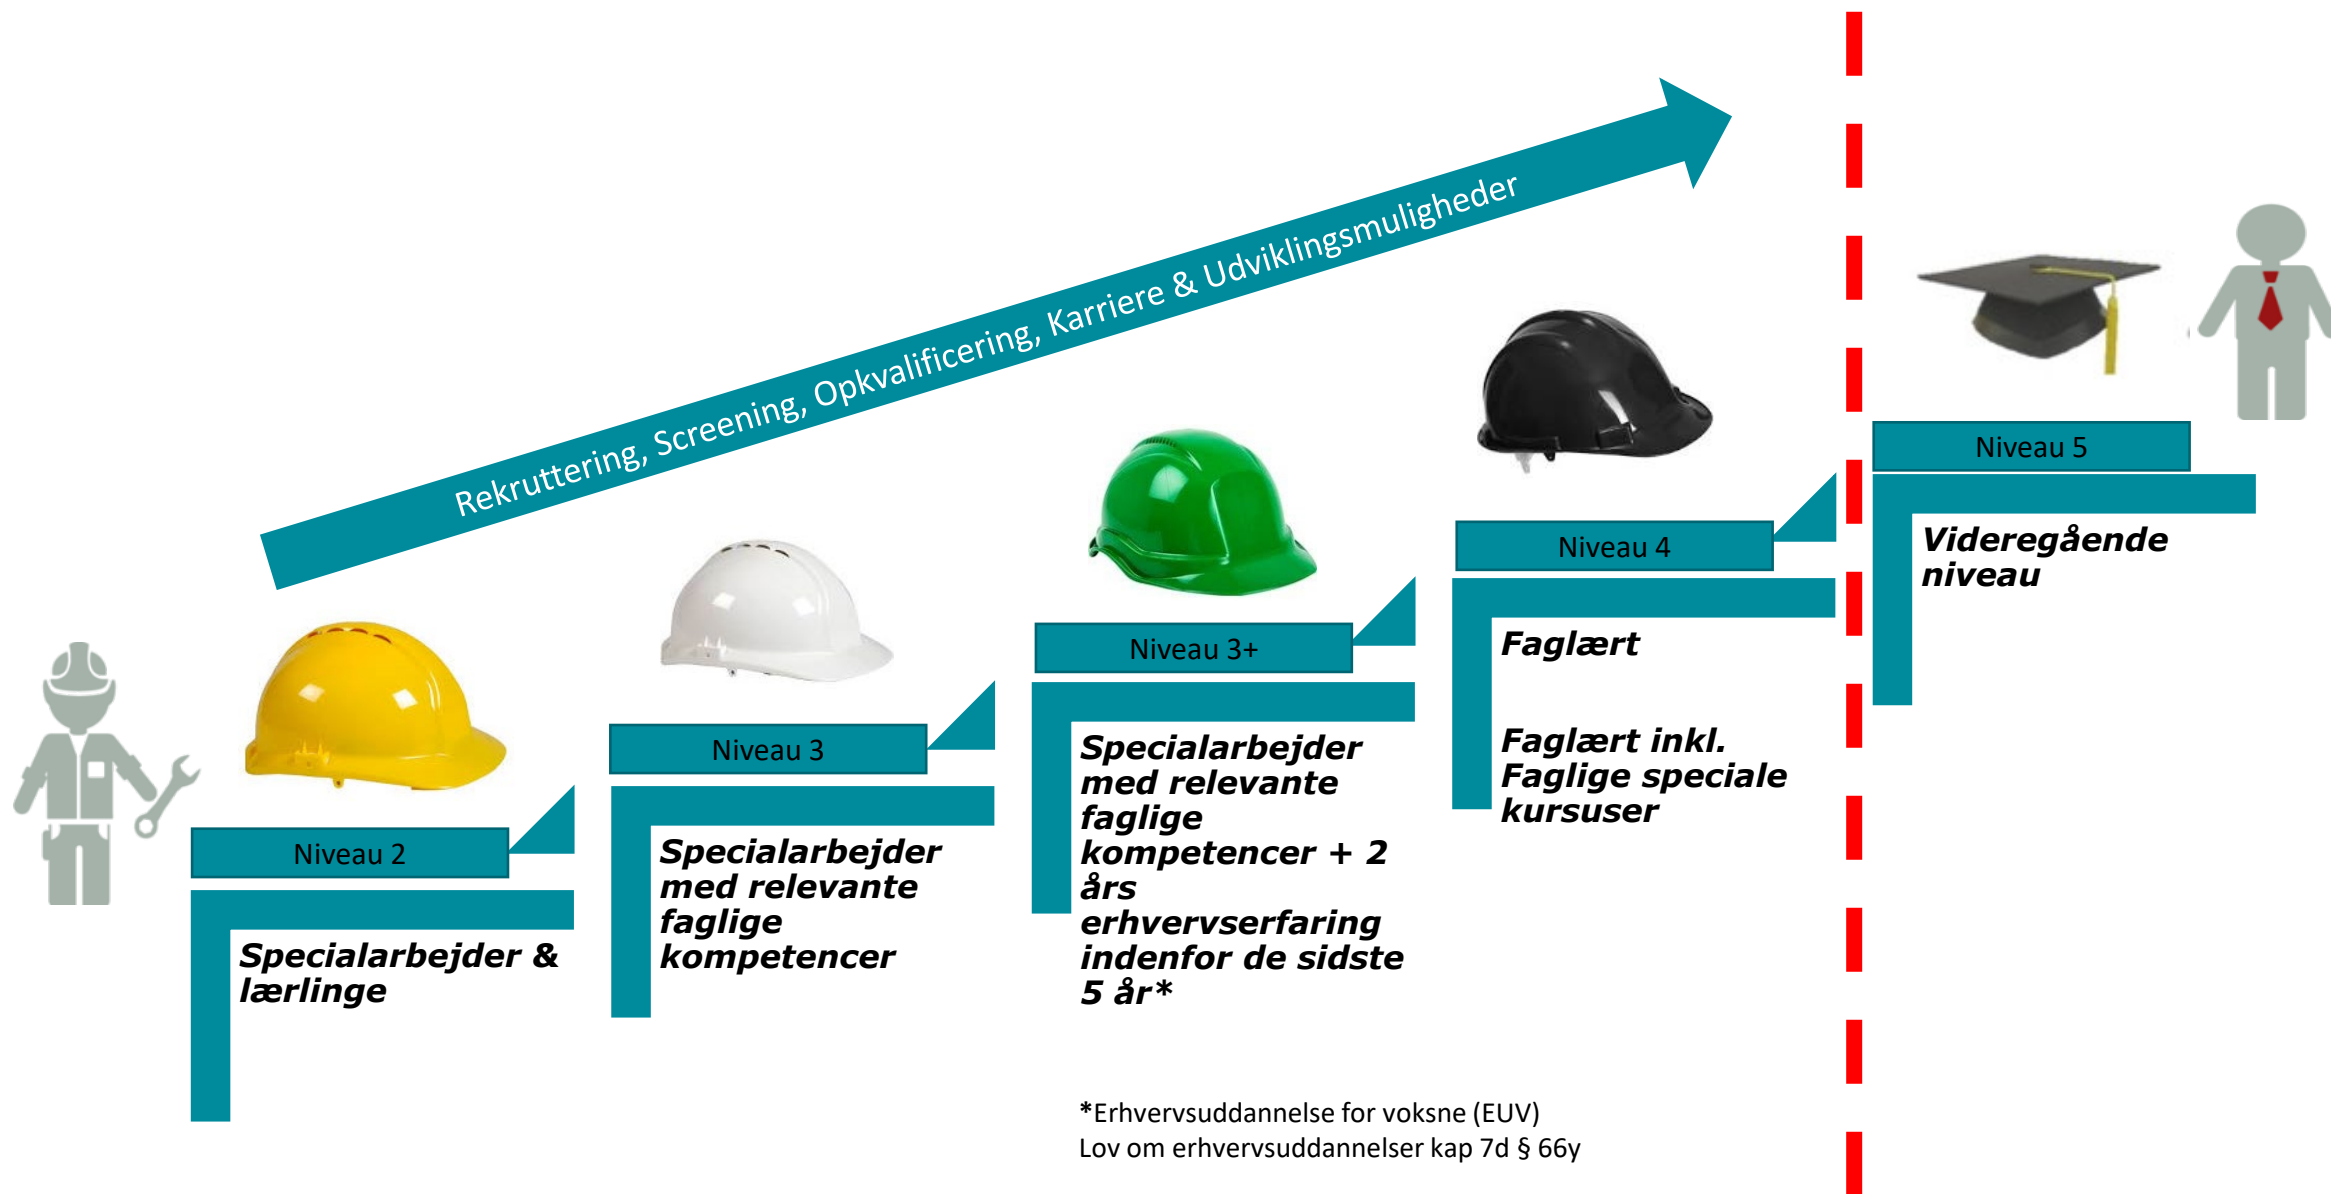 Rekruttering, Screening, Opkvalificering, Karriere & Udviklingsmuligheder
Niveau 2
Specialarbejder &
lærlinge
Niveau 3
Specialarbejder
med relevante
faglige
kompetencer
Niveau 3+
Specialarbejder
med relevante
faglige
kompetencer + 2
års
erhvervserfaring
indenfor de sidste
5 år*
Niveau 4
Faglært
Faglært inkl.
Faglige speciale
kursuser
Niveau 5
Videregående
niveau
*Erhvervsuddannelse for voksne (EUV)
Lov om erhvervsuddannelser kap 7d § 66y